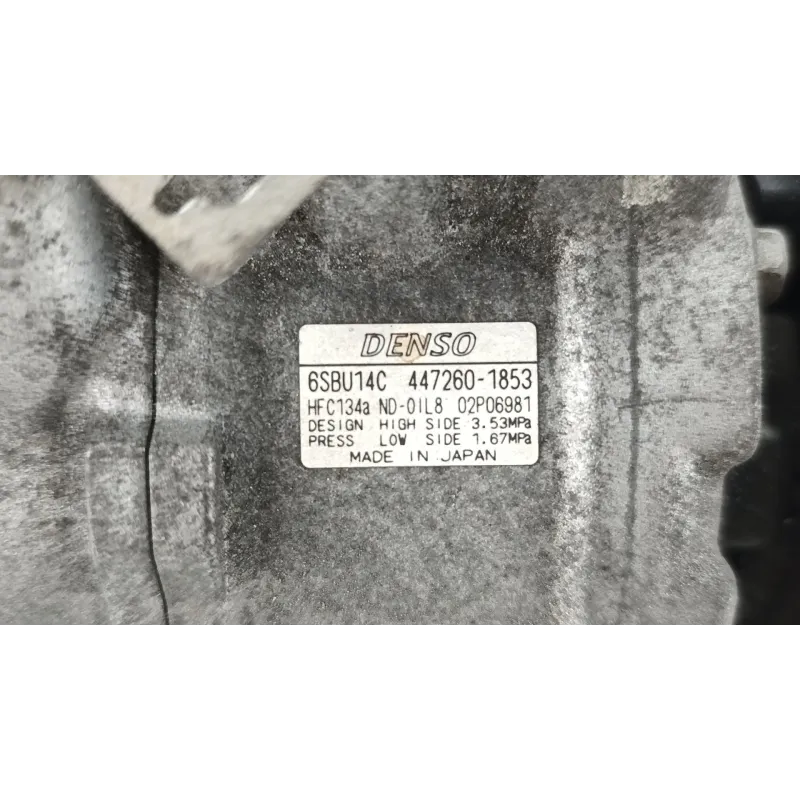 DENSO
6SBU14C 447260-1853
HFC134a ND-OIL8 02P06981
DESIGN HIGH SIDE 3.53MPa
PRESS LOW SIDE 1.67MPa
MADE IN JAPAN